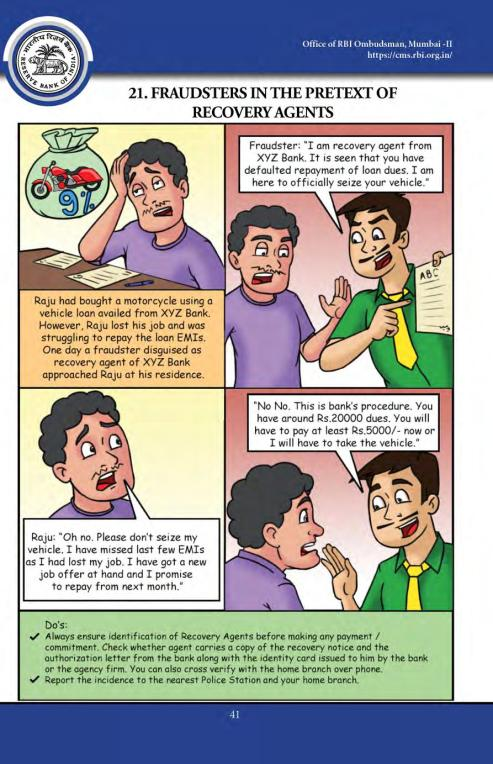 भारतीय रिज़र्व बैंक
RESERVE BANK OF INDIA
Office of RBI Ombudsman, Mumbai -II
https://cms.rbi.org.in/
21. FRAUDSTERS IN THE PRETEXT OF
RECOVERY AGENTS
9%
Raju had bought a motorcycle using a
vehicle loan availed from XYZ Bank.
However, Raju lost his job and was
struggling to repay the loan EMIs.
One day a fraudster disguised as
recovery agent of XYZ Bank
approached Raju at his residence.
Fraudster: "I am recovery agent from
XYZ Bank. It is seen that you have
defaulted repayment of loan dues. I am
here to officially seize your vehicle."
ABC
Raju: "Oh no. Please don't seize my
vehicle. I have missed last few EMIs
as I had lost my job. I have got a new
job offer at hand and I promise
to repay from next month."
"No No. This is bank's procedure. You
have around Rs.20000 dues. You will
have to pay at least Rs.5000/- now or
I will have to take the vehicle."
Do's:
✔ Always ensure identification of Recovery Agents before making any payment /
commitment. Check whether agent carries a copy of the recovery notice and the
authorization letter from the bank along with the identity card issued to him by the bank
or the agency firm. You can also cross verify with the home branch over phone.
✔ Report the incidence to the nearest Police Station and your home branch.
41